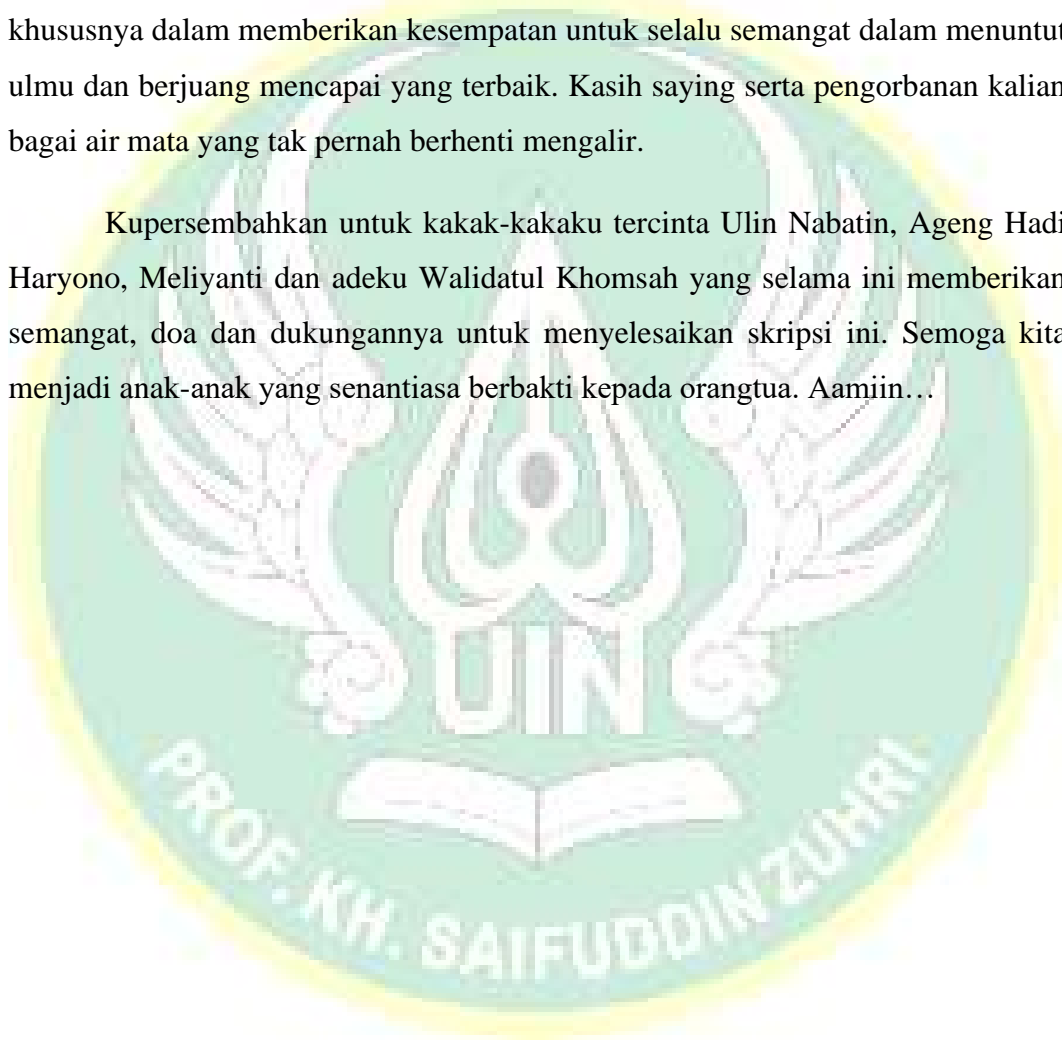 khususnya dalam memberikan kesempatan untuk selalu semangat dalam menuntut
ulmu dan berjuang mencapai yang terbaik. Kasih saying serta pengorbanan kalian
bagai air mata yang tak pernah berhenti mengalir.
Kupersembahkan untuk kakak-kakaku tercinta Ulin Nabatin, Ageng Hadi
Haryono, Meliyanti dan adeku Walidatul Khomsah yang selama ini memberikan
semangat, doa dan dukungannya untuk menyelesaikan skripsi ini. Semoga kita
menjadi anak-anak yang senantiasa berbakti kepada orangtua. Aamiin…
UIN
PROF. KH. SAIFUDDIN ZUHRI